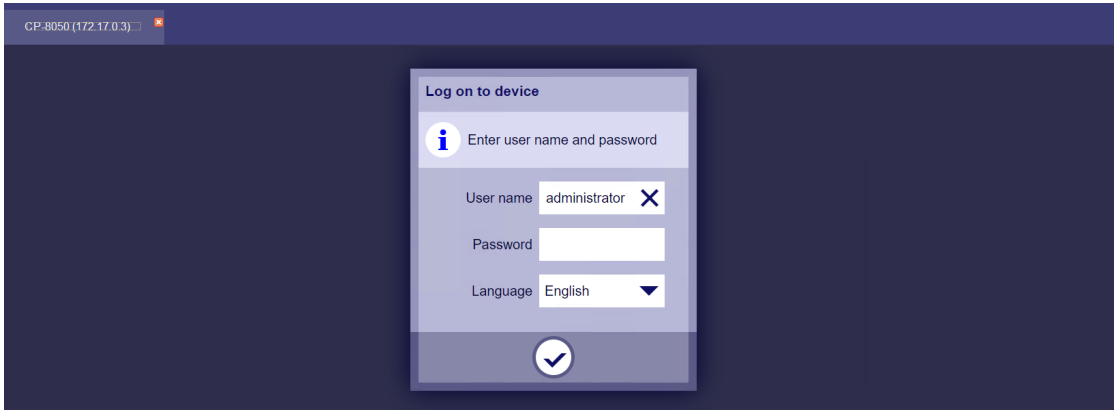 CP-8050 (172.17.0.3)
Log on to device
i Enter user name and password
User name administrator
Password
Language English